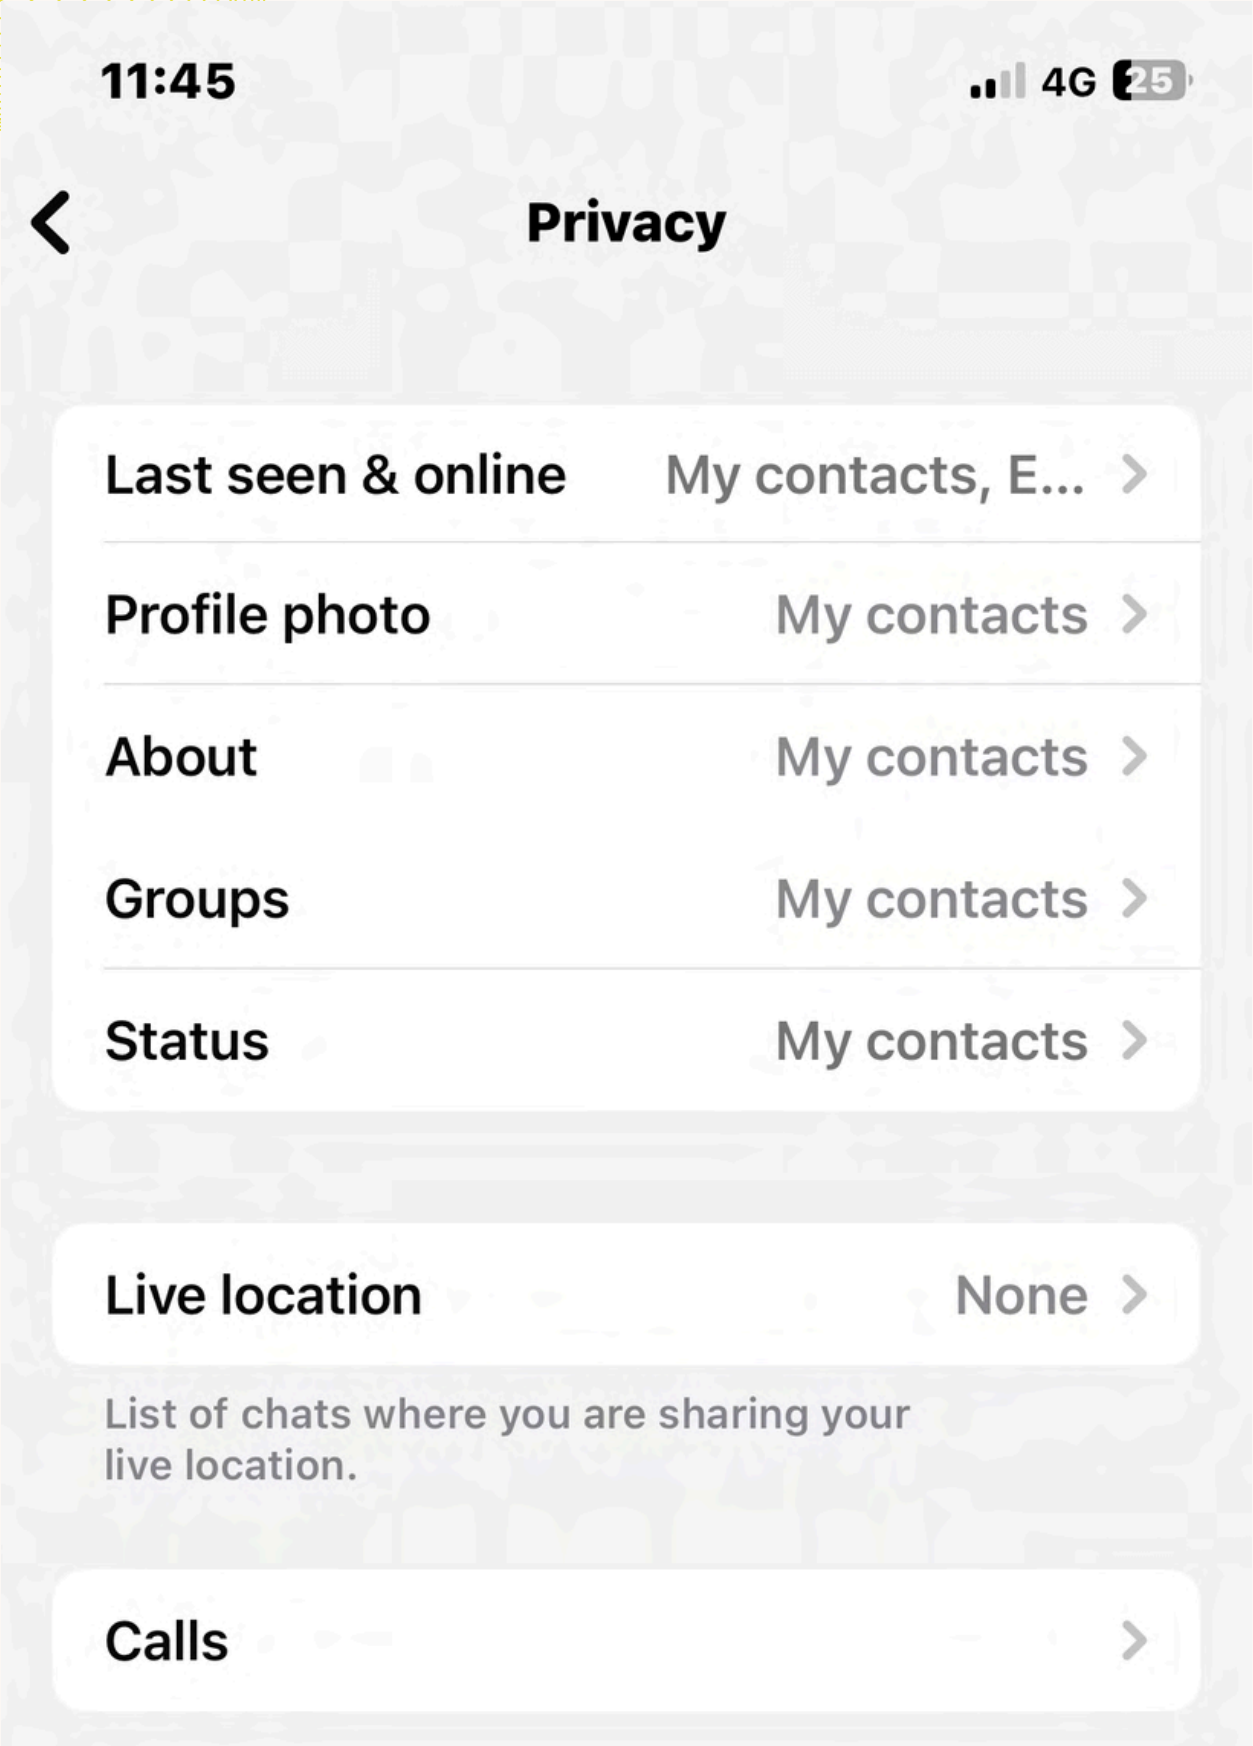 11:45 4G 25
Privacy
Last seen & online My contacts, E...
Profile photo My contacts
About My contacts
Groups My contacts
Status My contacts
Live location None
List of chats where you are sharing your
live location.
Calls